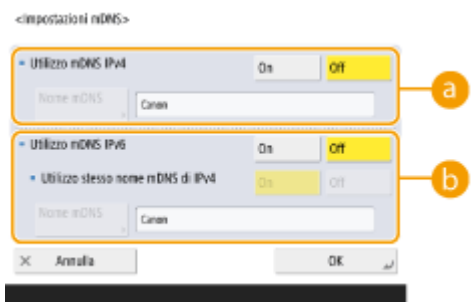 <Impostazioni mDNS>
Utilizzo mDNS IPv4 On Off
a
Nome mDNS Canon
Utilizzo mDNS IPv6 On Off
Utilizzo stesso nome mDNS di IPv4 On Off
b
Nome mDNS Canon
× Annulla OK